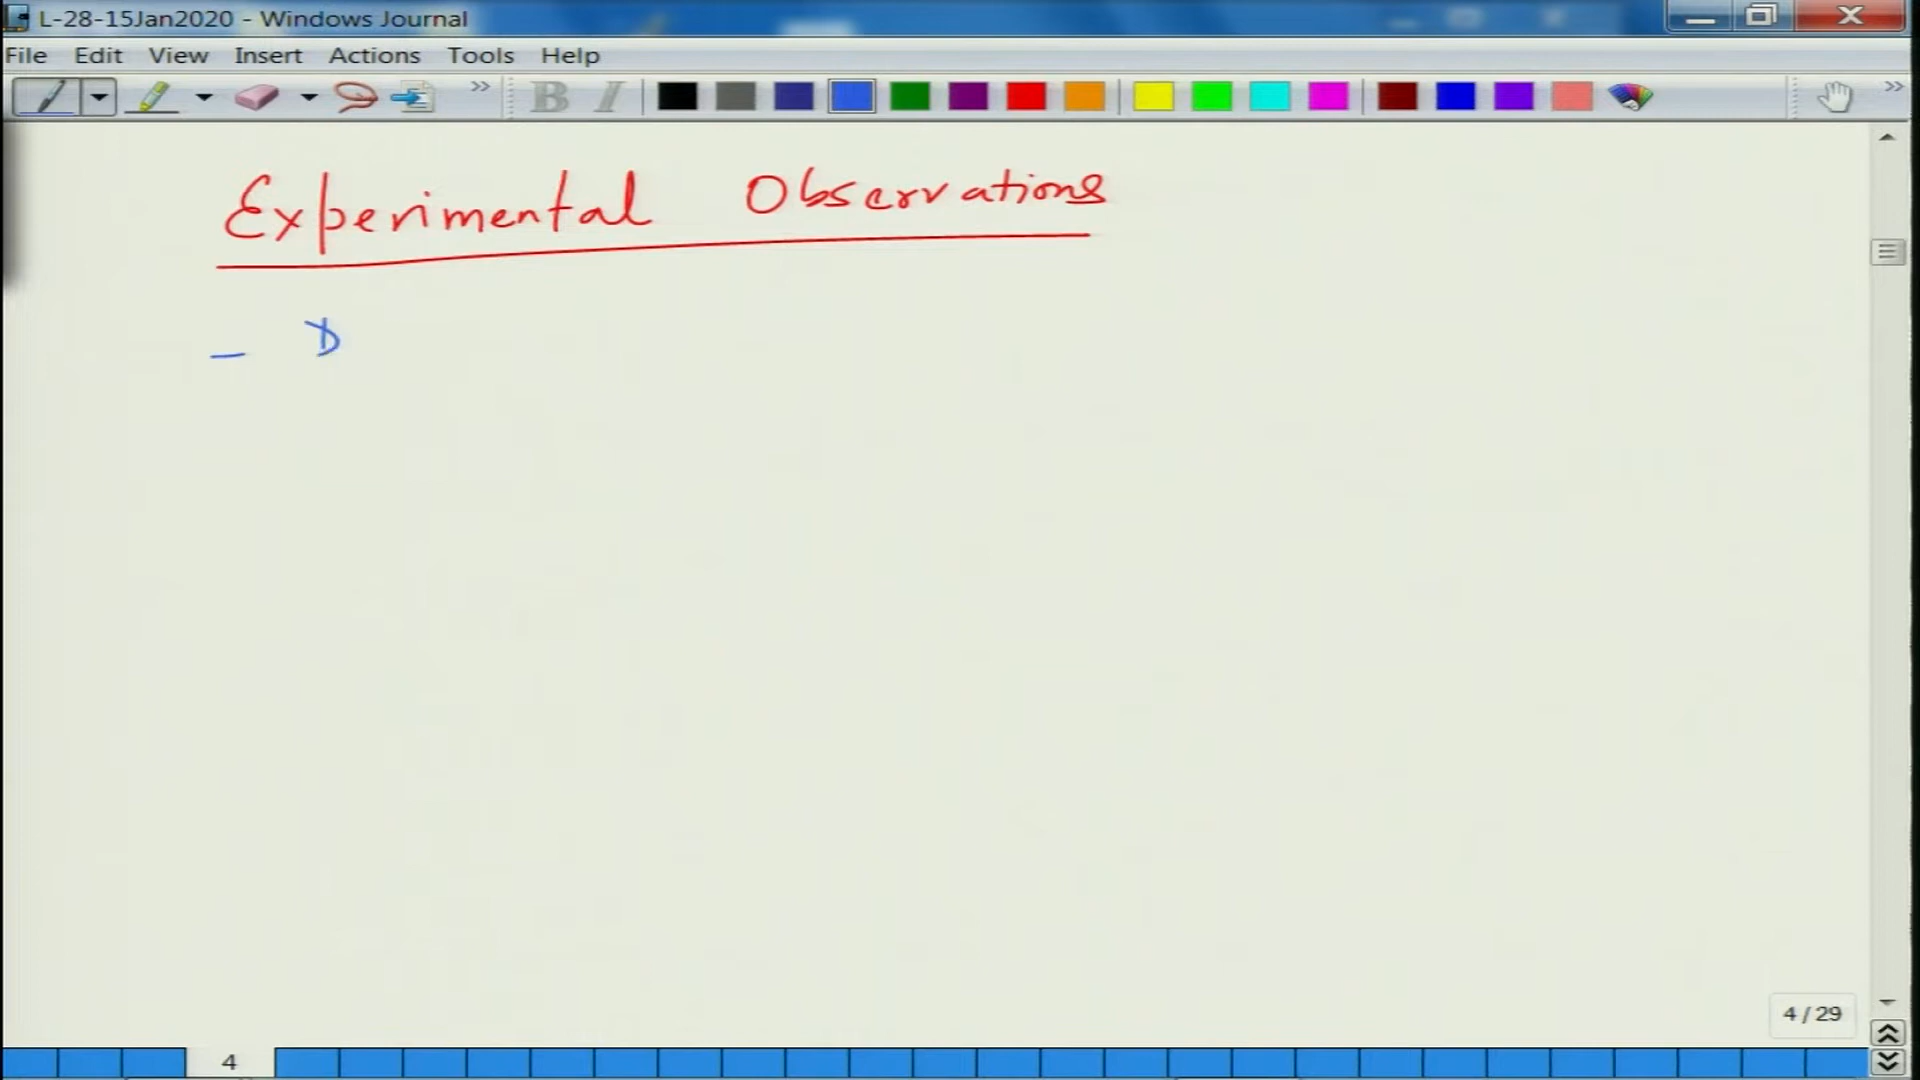 L-28-15Jan2020 - Windows Journal
File Edit View Insert Actions Tools Help
B I
Experimental Observations
- D
4 / 29
4